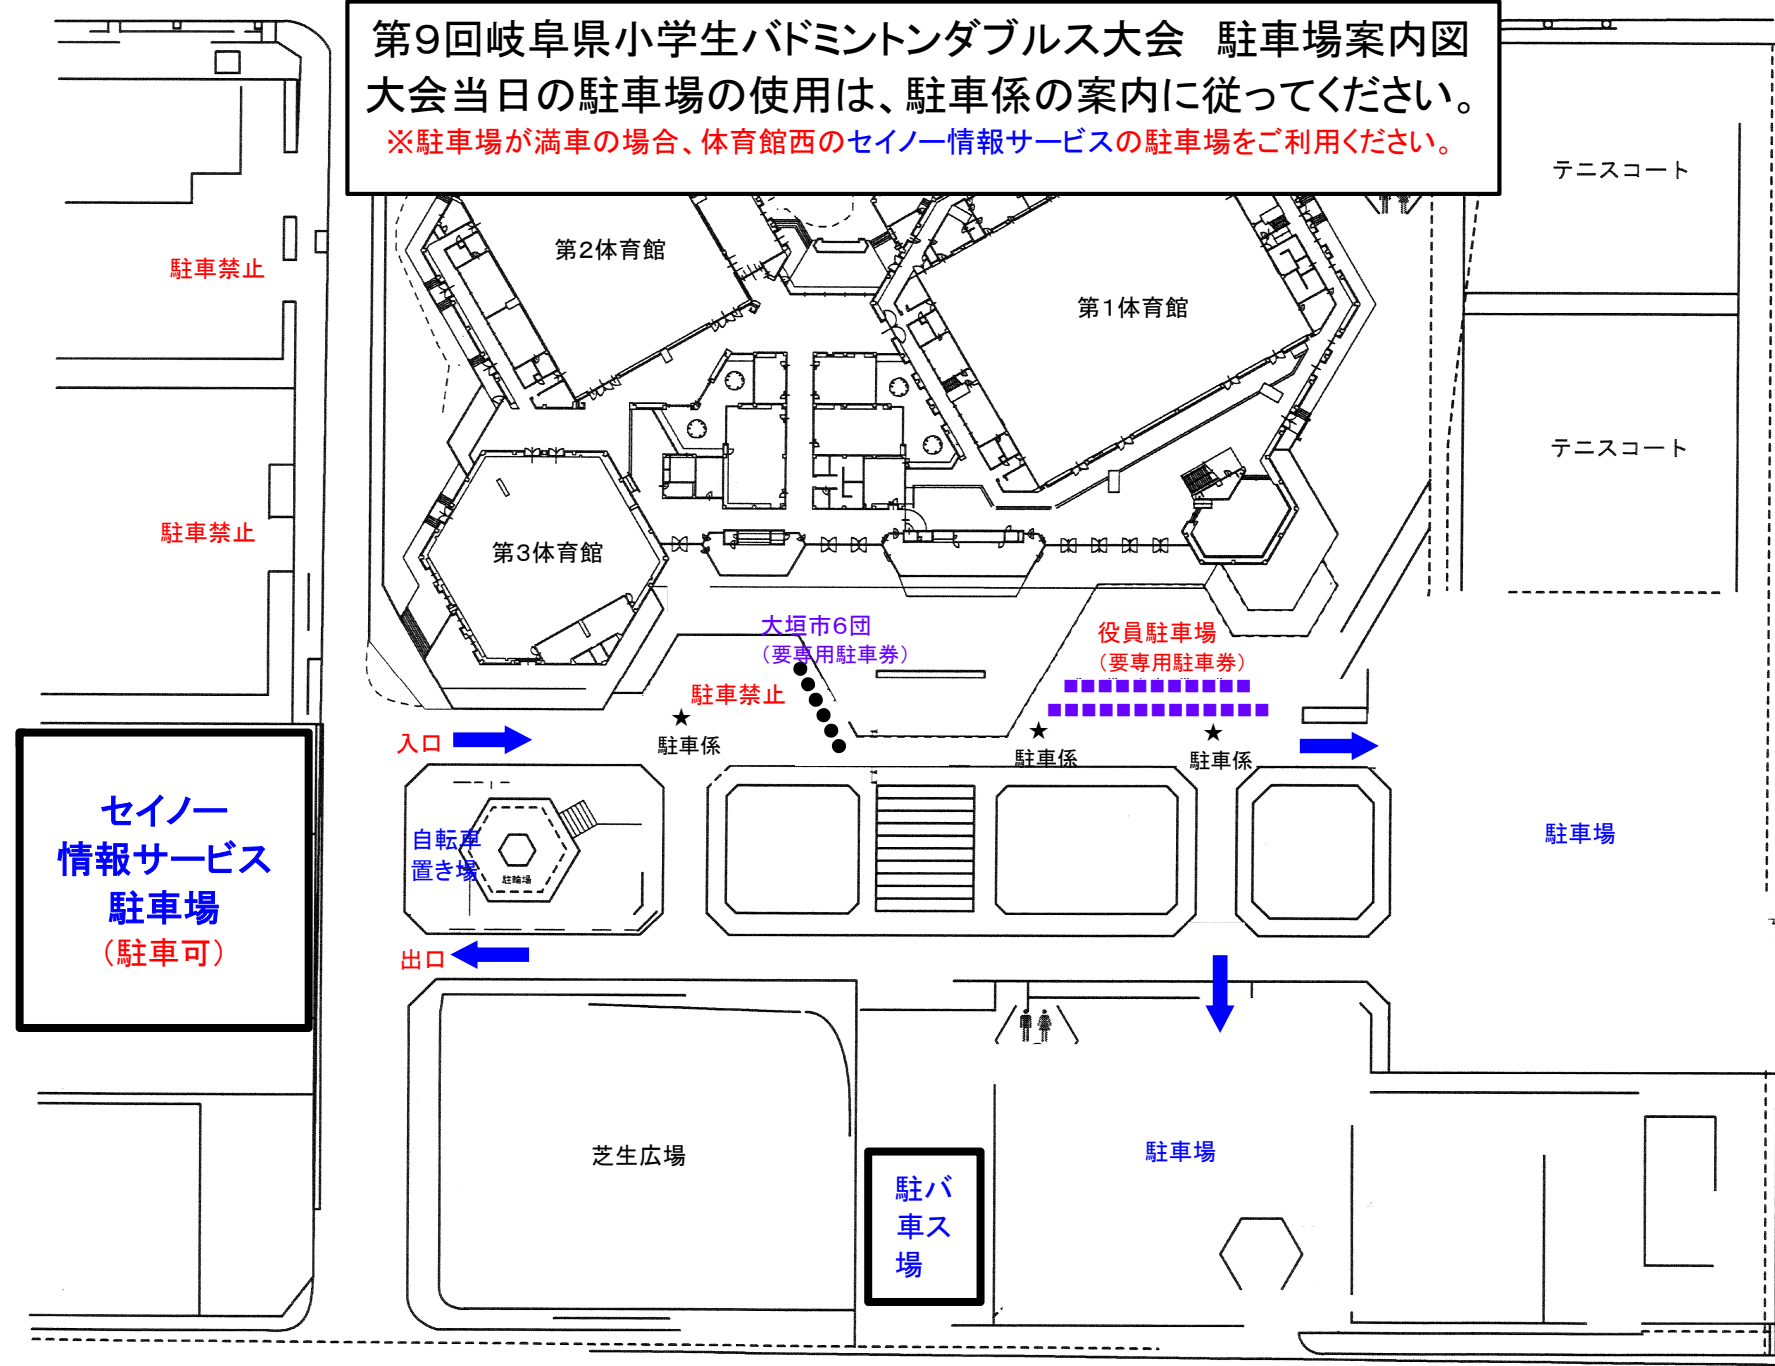 第9回岐阜県小学生バドミントンダブルス大会　駐車場案内図
大会当日の駐車場の使用は、駐車係の案内に従ってください。
※駐車場が満車の場合、体育館西のセイノー情報サービスの駐車場をご利用ください。
テニスコート
第2体育館
駐車禁止
第1体育館
テニスコート
駐車禁止
第3体育館
大垣市6団
（要専用駐車券）
役員駐車場
（要専用駐車券）
駐車禁止
★
駐車係
★
駐車係
★
駐車係
入口
セイノー
情報サービス
駐車場
（駐車可）
自転車
置き場
駐輪場
駐車場
出口
芝生広場
駐車場
バス
駐車場